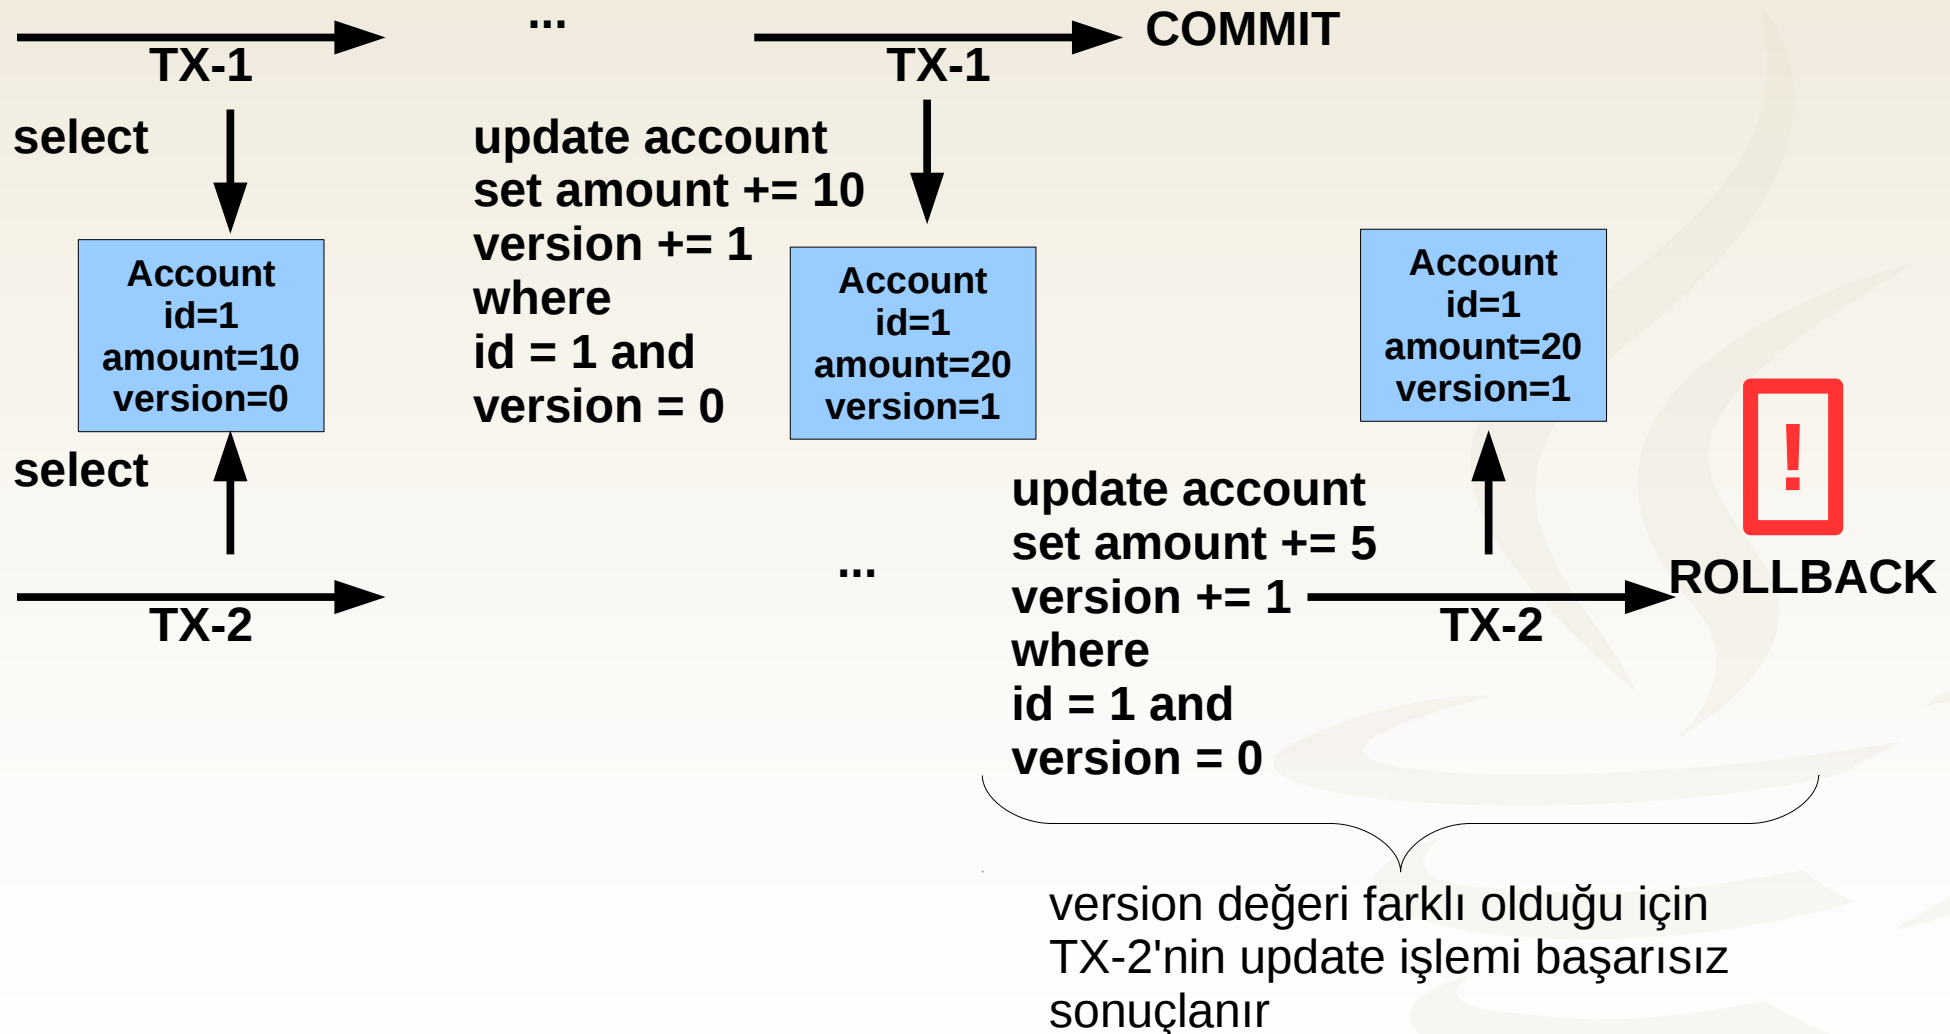 ...
COMMIT
TX-1
TX-1
select
update account
set amount += 10
version += 1
where
id = 1 and
version = 0
Account
id=1
amount=10
version=0
Account
id=1
amount=20
version=1
Account
id=1
amount=20
version=1
!
select
...
update account
set amount += 5
version += 1
where
id = 1 and
version = 0
ROLLBACK
TX-2
TX-2
version değeri farklı olduğu için
TX-2'nin update işlemi başarısız
sonuçlanır